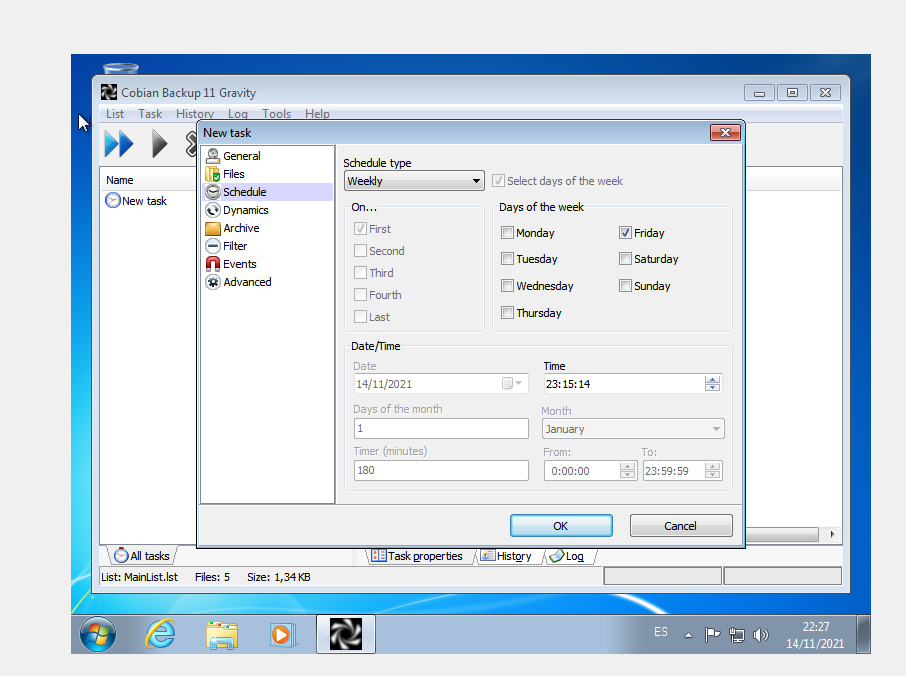 Cobian Backup 11 Gravity
List Task History Log Tools Help
New task
General
Files
Schedule
Dynamics
Archive
Filter
Events
Advanced
Name
New task
Schedule type
Weekly
Select days of the week
On...
First
Second
Third
Fourth
Last
Days of the week
Monday
Friday
Tuesday
Saturday
Wednesday
Sunday
Thursday
Date/Time
Date
Time
14/11/2021
23:15:14
Days of the month
Month
1
January
Timer (minutes)
From:
To:
180
0:00:00
23:59:59
OK
Cancel
All tasks
Task properties
History
Log
List: MainList.lst Files: 5 Size: 1,34 KB
ES
22:27
14/11/2021